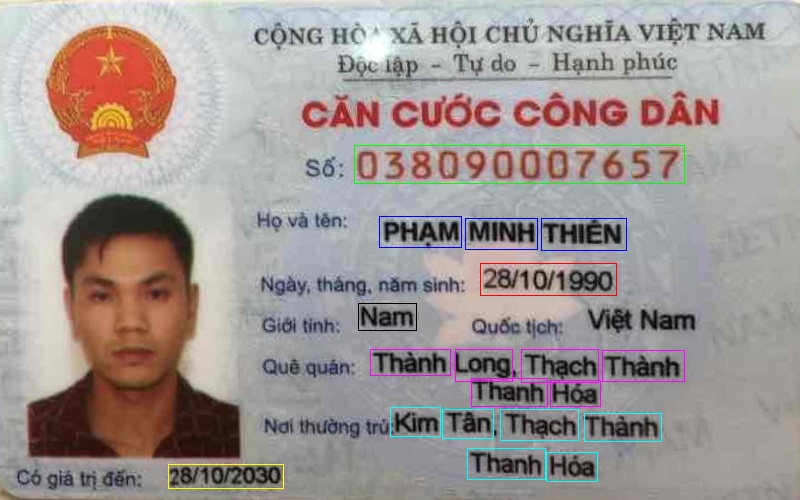 CỘNG HÒA XÃ HỘI CHỦ NGHĨA VIỆT NAM
Độc lập - Tự do - Hạnh phúc
CĂN CƯỚC CÔNG DÂN
Số: 038090007657
Họ và tên: PHẠM MINH THIÊN
Ngày, tháng, năm sinh: 28/10/1990
Giới tính: Nam Quốc tịch: Việt Nam
Quê quán: Thành Long, Thạch Thành
Thanh Hóa
Nơi thường trú: Kim Tân, Thạch Thành
Thanh Hóa
Có giá trị đến: 28/10/2030